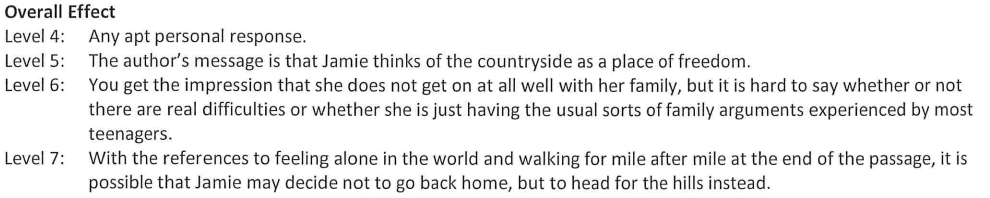 Overall Effect
Level 4: Any apt personal response.
Level 5: The author's message is that Jamie thinks of the countryside as a place of freedom.
Level 6: You get the impression that she does not get on at all well with her family, but it is hard to say whether or not
there are real difficulties or whether she is just having the usual sorts of family arguments experienced by most
teenagers.
Level 7: With the references to feeling alone in the world and walking for mile after mile at the end of the passage, it is
possible that Jamie may decide not to go back home, but to head for the hills instead.